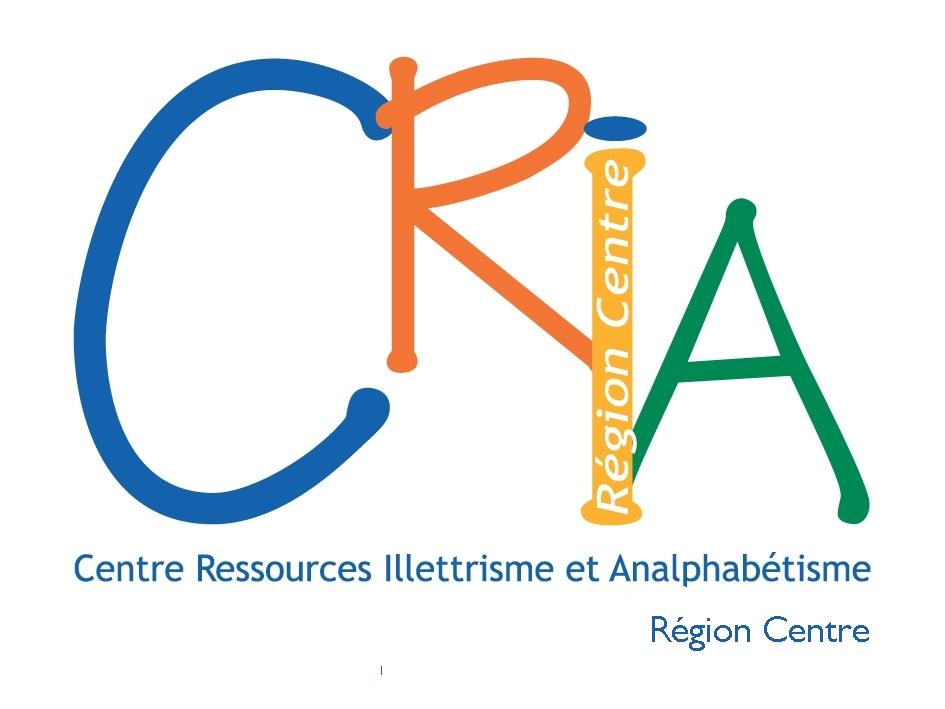 CRiA
Région Centre
Centre Ressources Illettrisme et Analphabétisme
Région Centre